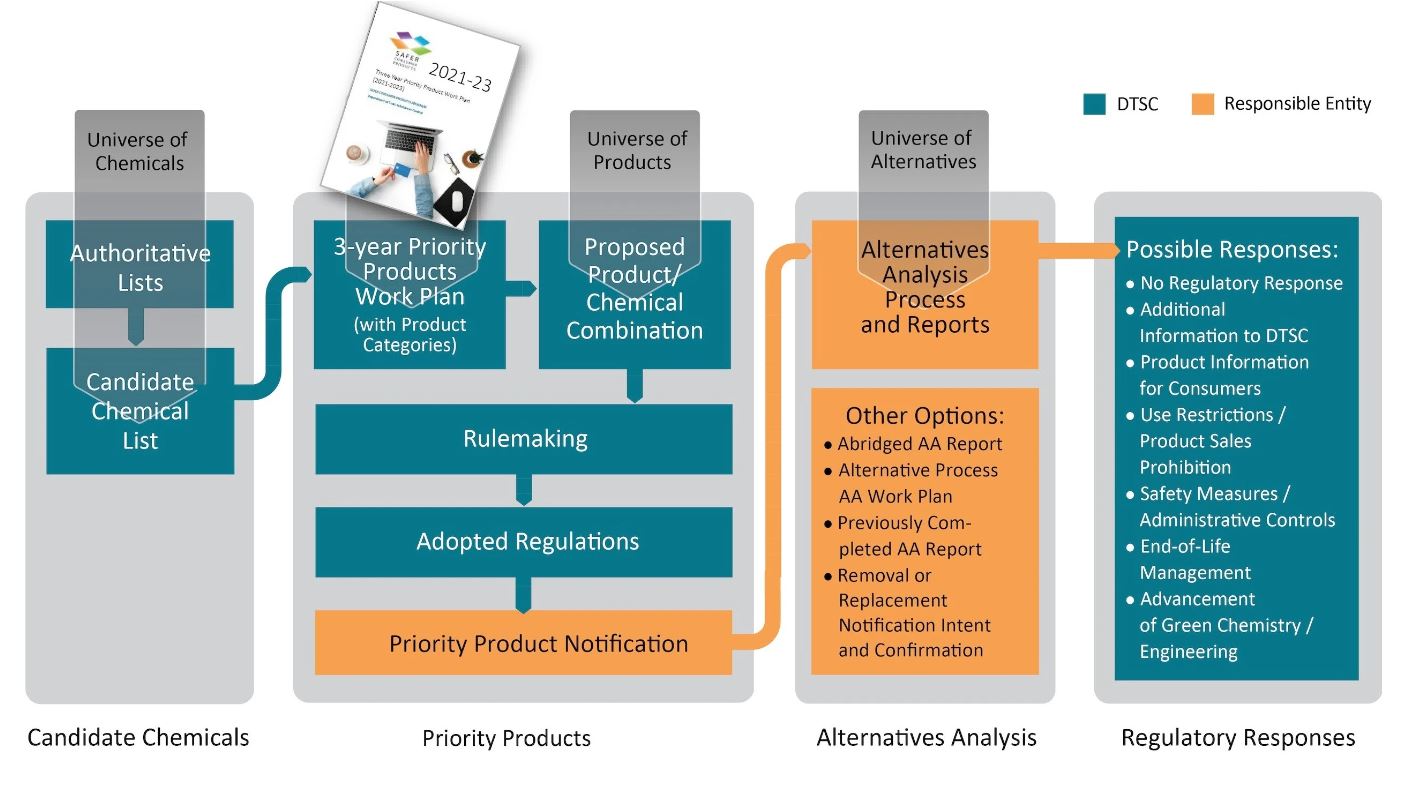 SAFER
CONSUMER
PRODUCTS
2021-23
Three Year Priority Product Work Plan
(2021-2023)
DTSC
Responsible Entity
Universe of
Chemicals
Authoritative
Lists
Candidate
Chemical
List
Candidate Chemicals
3-year Priority
Products
Work Plan
(with Product
Categories)
Universe of
Products
Proposed
Product/
Chemical
Combination
Rulemaking
Adopted Regulations
Priority Product Notification
Priority Products
Universe of
Alternatives
Alternatives
Analysis
Process
and Reports
Other Options:
● Abridged AA Report
● Alternative Process
AA Work Plan
● Previously Com-
pleted AA Report
● Removal or
Replacement
Notification Intent
and Confirmation
Alternatives Analysis
Possible Responses:
● No Regulatory Response
● Additional
Information to DTSC
● Product Information
for Consumers
● Use Restrictions /
Product Sales
Prohibition
● Safety Measures /
Administrative Controls
● End-of-Life
Management
● Advancement
of Green Chemistry /
Engineering
Regulatory Responses